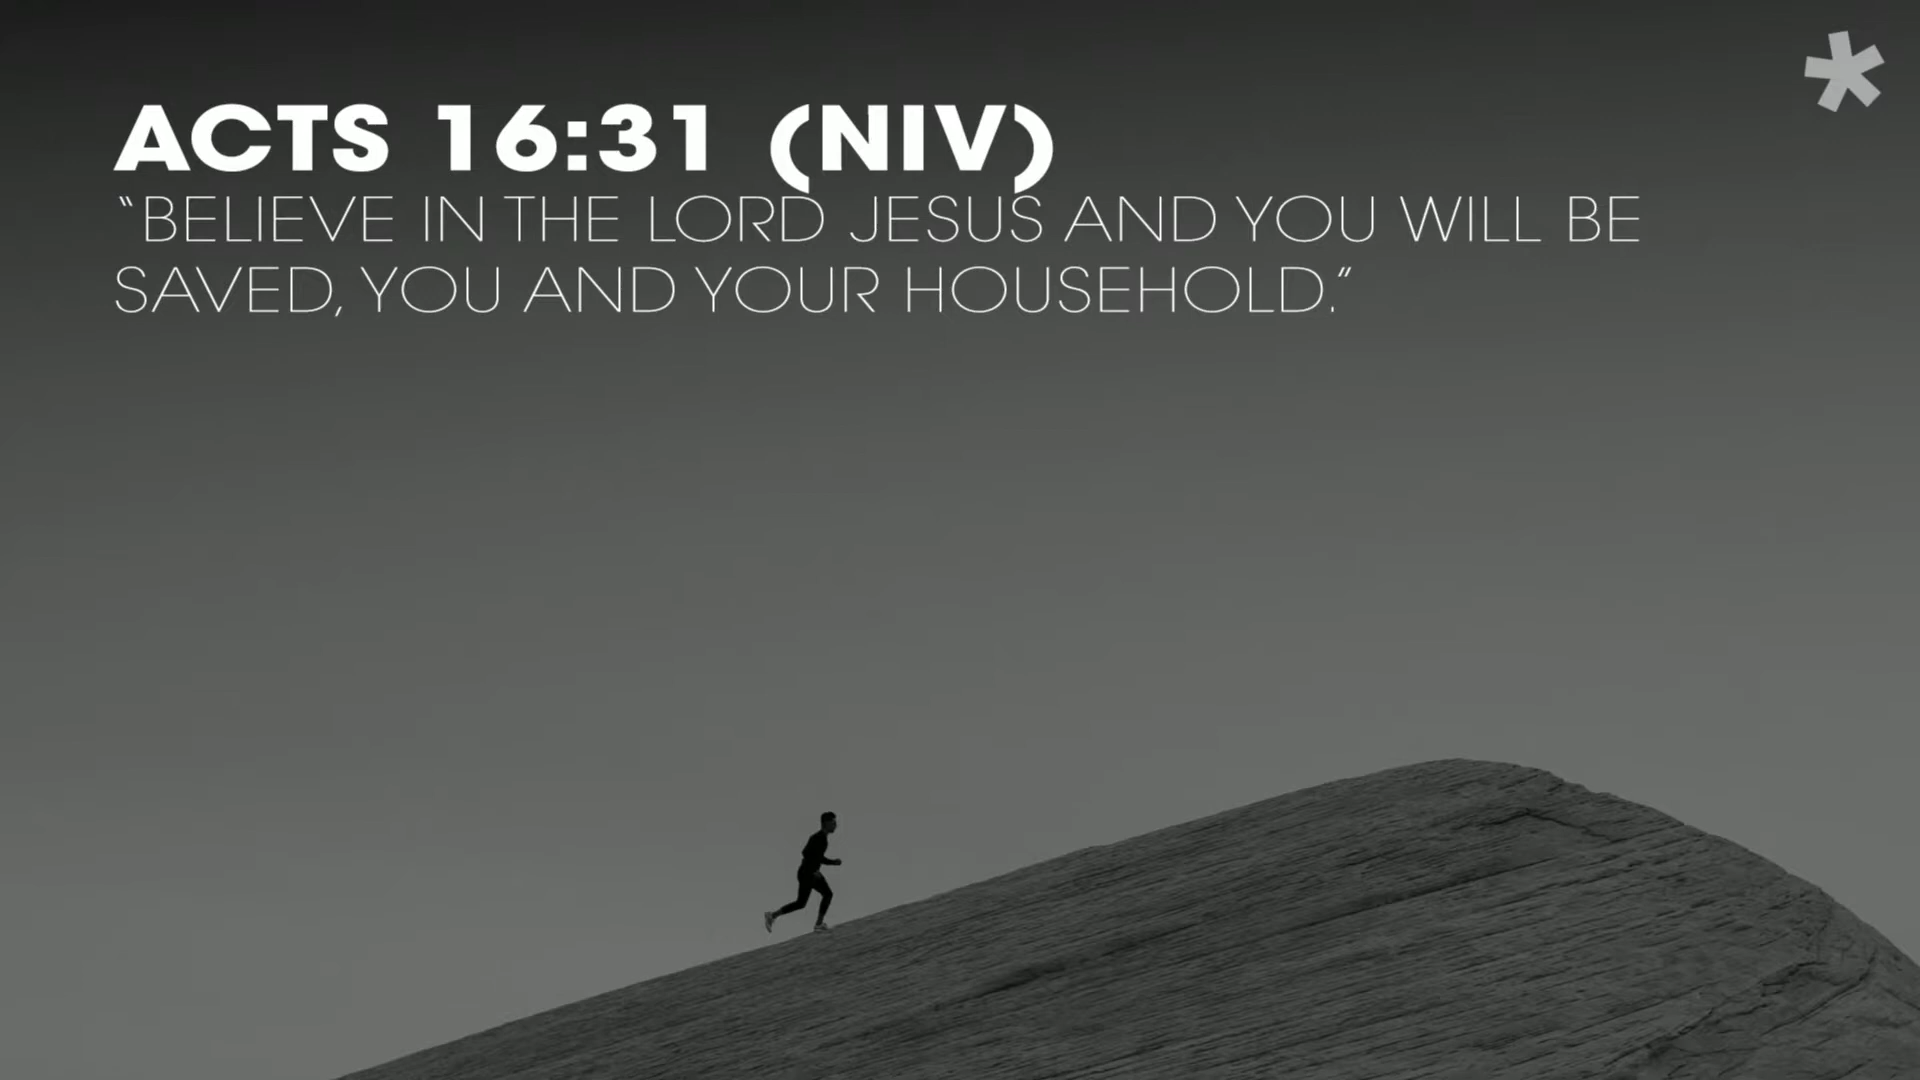 ACTS 16:31 (NIV)
“BELIEVE IN THE LORD JESUS AND YOU WILL BE
SAVED, YOU AND YOUR HOUSEHOLD.”